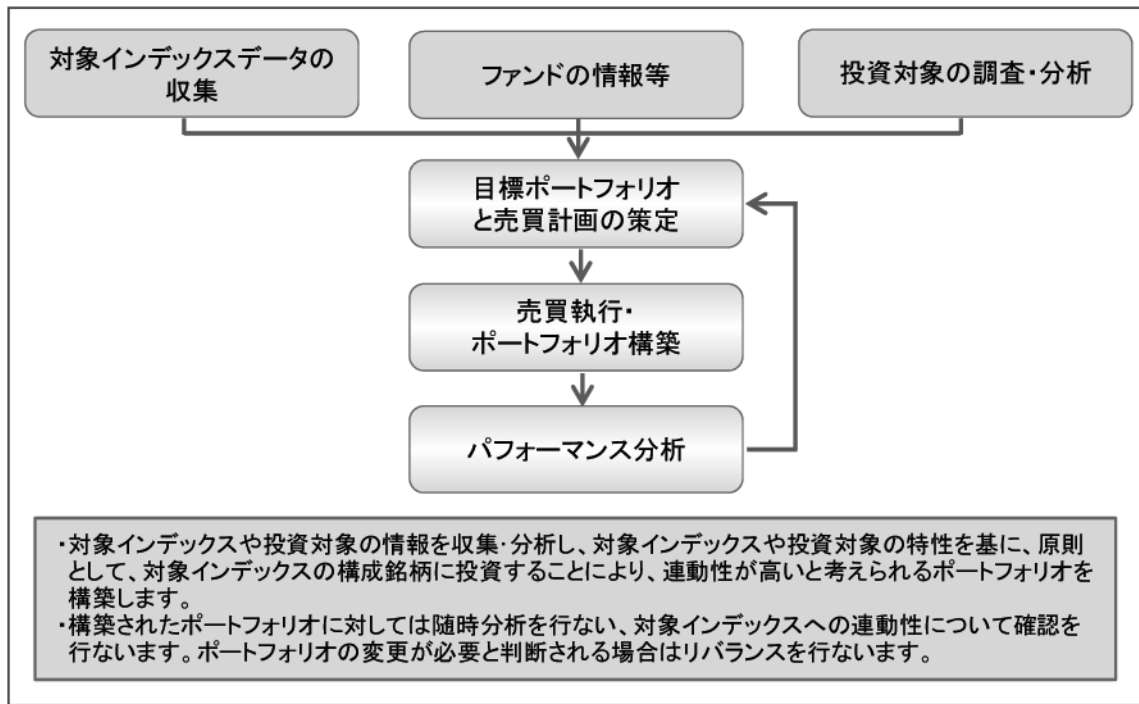 対象インデックスデータの
収集
ファンドの情報等
投資対象の調査・分析
目標ポートフォリオ
と売買計画の策定
売買執行・
ポートフォリオ構築
パフォーマンス分析
・対象インデックスや投資対象の情報を収集・分析し、対象インデックスや投資対象の特性を基に、原則
として、対象インデックスの構成銘柄に投資することにより、連動性が高いと考えられるポートフォリオを
構築します。
・構築されたポートフォリオに対しては随時分析を行ない、対象インデックスへの連動性について確認を
行ないます。ポートフォリオの変更が必要と判断される場合はリバランスを行ないます。